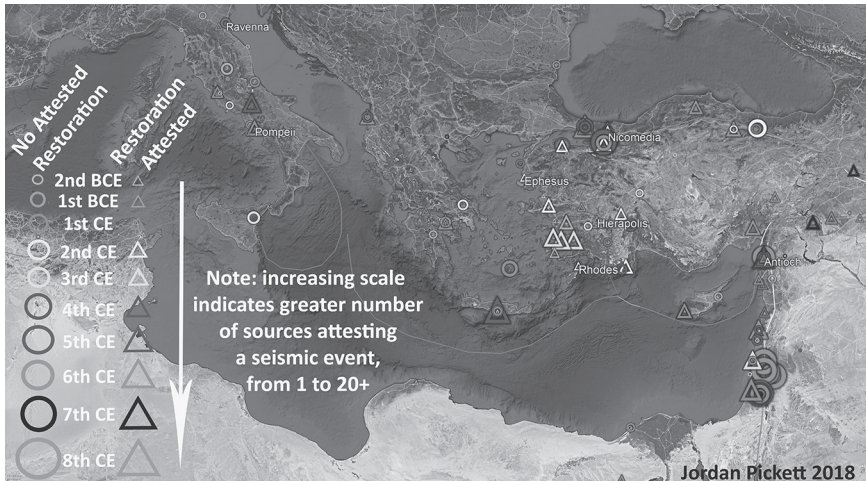 Ravenna
No Attested
Restoration
Restoration
Attested
Pompeii
Nicomedia
Ephesus
Hierapolis
Rhodes
Antioch
2nd BCE
1st BCE
1st CE
2nd CE
3rd CE
4th CE
5th CE
6th CE
7th CE
8th CE
Note: increasing scale
indicates greater number
of sources attesting
a seismic event,
from 1 to 20+
Jordan Pickett 2018